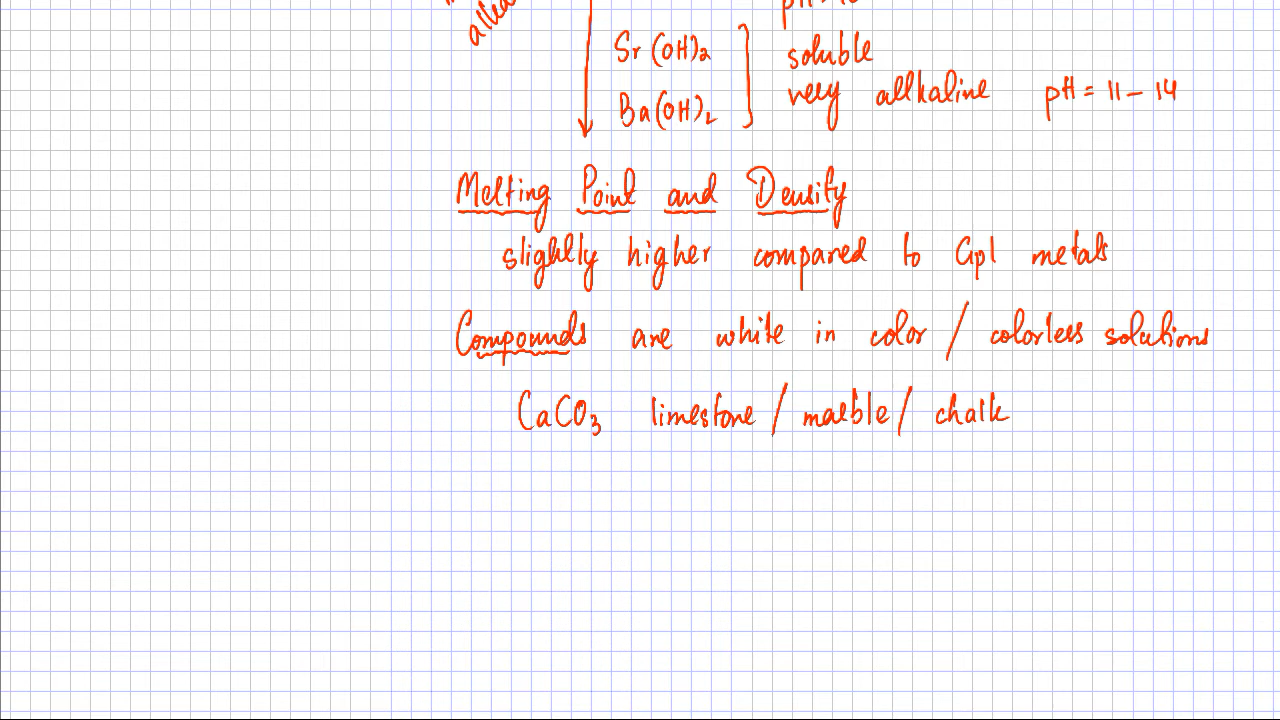 Sr(OH)2 soluble
Ba(OH)2 very allkaline pH = 11 – 14
Melting Point and Density
slightly higher compared to Gp1 metals
Compounds are white in color / colorless solutions
CaCO3 limestone / marble / chalk